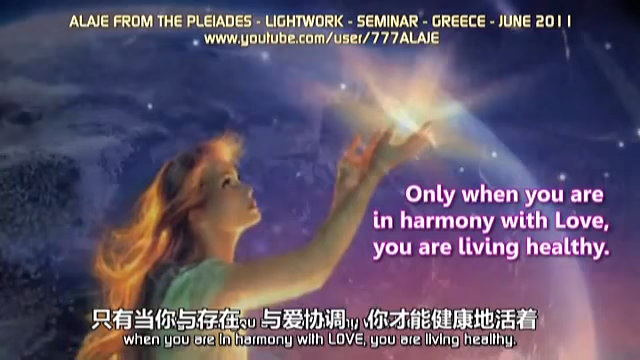 ALAJE FROM THE PLEIADES - LIGHTWORK - SEMINAR - GREECE - JUNE 2011
www.youtube.com/user/777ALAJE
Only when you are
in harmony with Love,
you are living healthy.
只有当你与存在、与爱协调，你才能健康地活着
when you are in harmony with LOVE, you are living healthy.